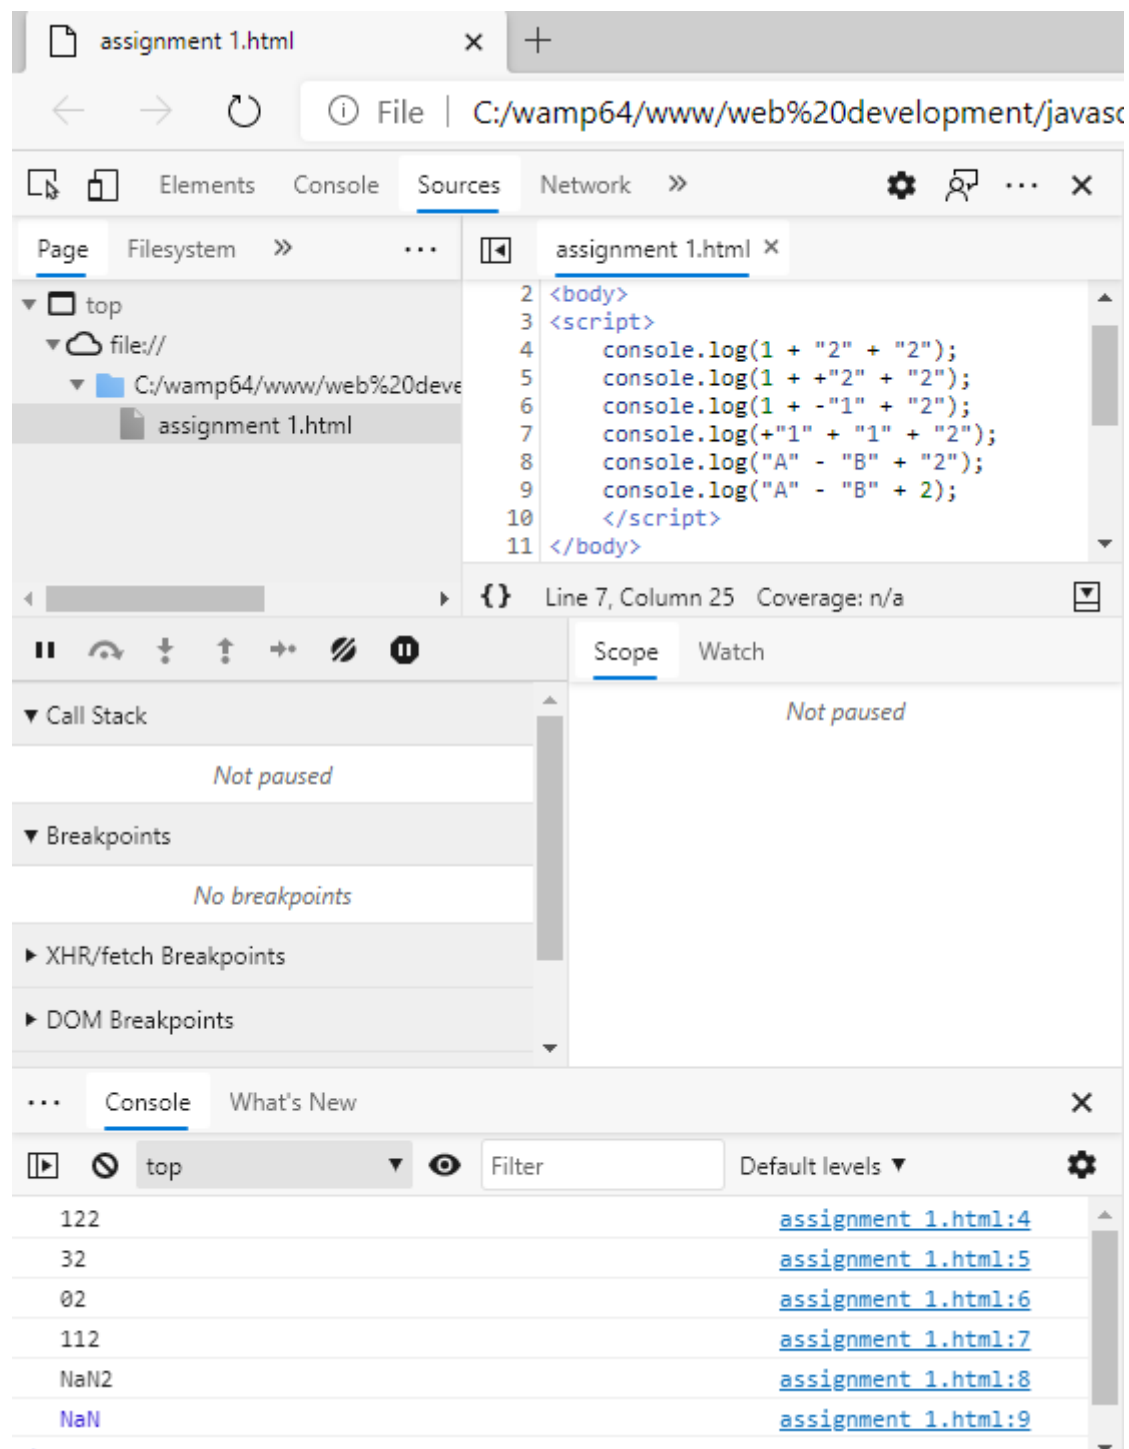 assignment 1.html
File | C:/wamp64/www/web%20development/javasc
Elements Console Sources Network
Page Filesystem
assignment 1.html
top
file://
C:/wamp64/www/web%20deve
assignment 1.html
2 <body>
3 <script>
4 console.log(1 + "2" + "2");
5 console.log(1 + +"2" + "2");
6 console.log(1 + -"1" + "2");
7 console.log(+"1" + "1" + "2");
8 console.log("A" - "B" + "2");
9 console.log("A" - "B" + 2);
10 </script>
11 </body>
{} Line 7, Column 25 Coverage: n/a
Scope Watch
Call Stack
Not paused
Not paused
Breakpoints
No breakpoints
XHR/fetch Breakpoints
DOM Breakpoints
Console What's New
top Filter Default levels
122 assignment 1.html:4
32 assignment 1.html:5
02 assignment 1.html:6
112 assignment 1.html:7
NaN2 assignment 1.html:8
NaN assignment 1.html:9